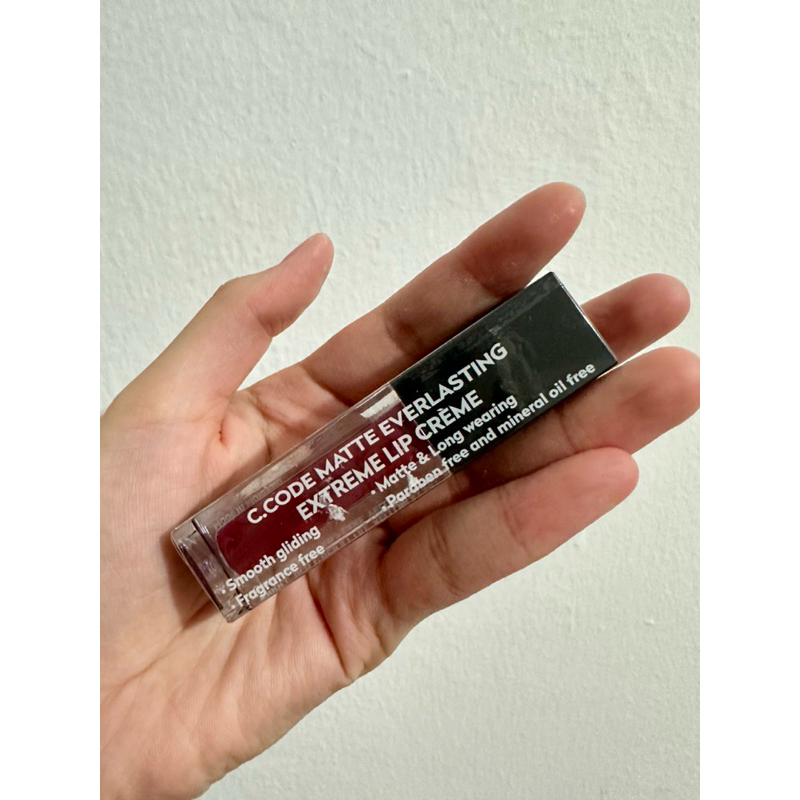 C.CODE MATTE EVERLASTING
EXTREME LIP CRÈME
• Matte & Long wearing
• Paraben free and mineral oil free
• Smooth gliding
• Fragrance free